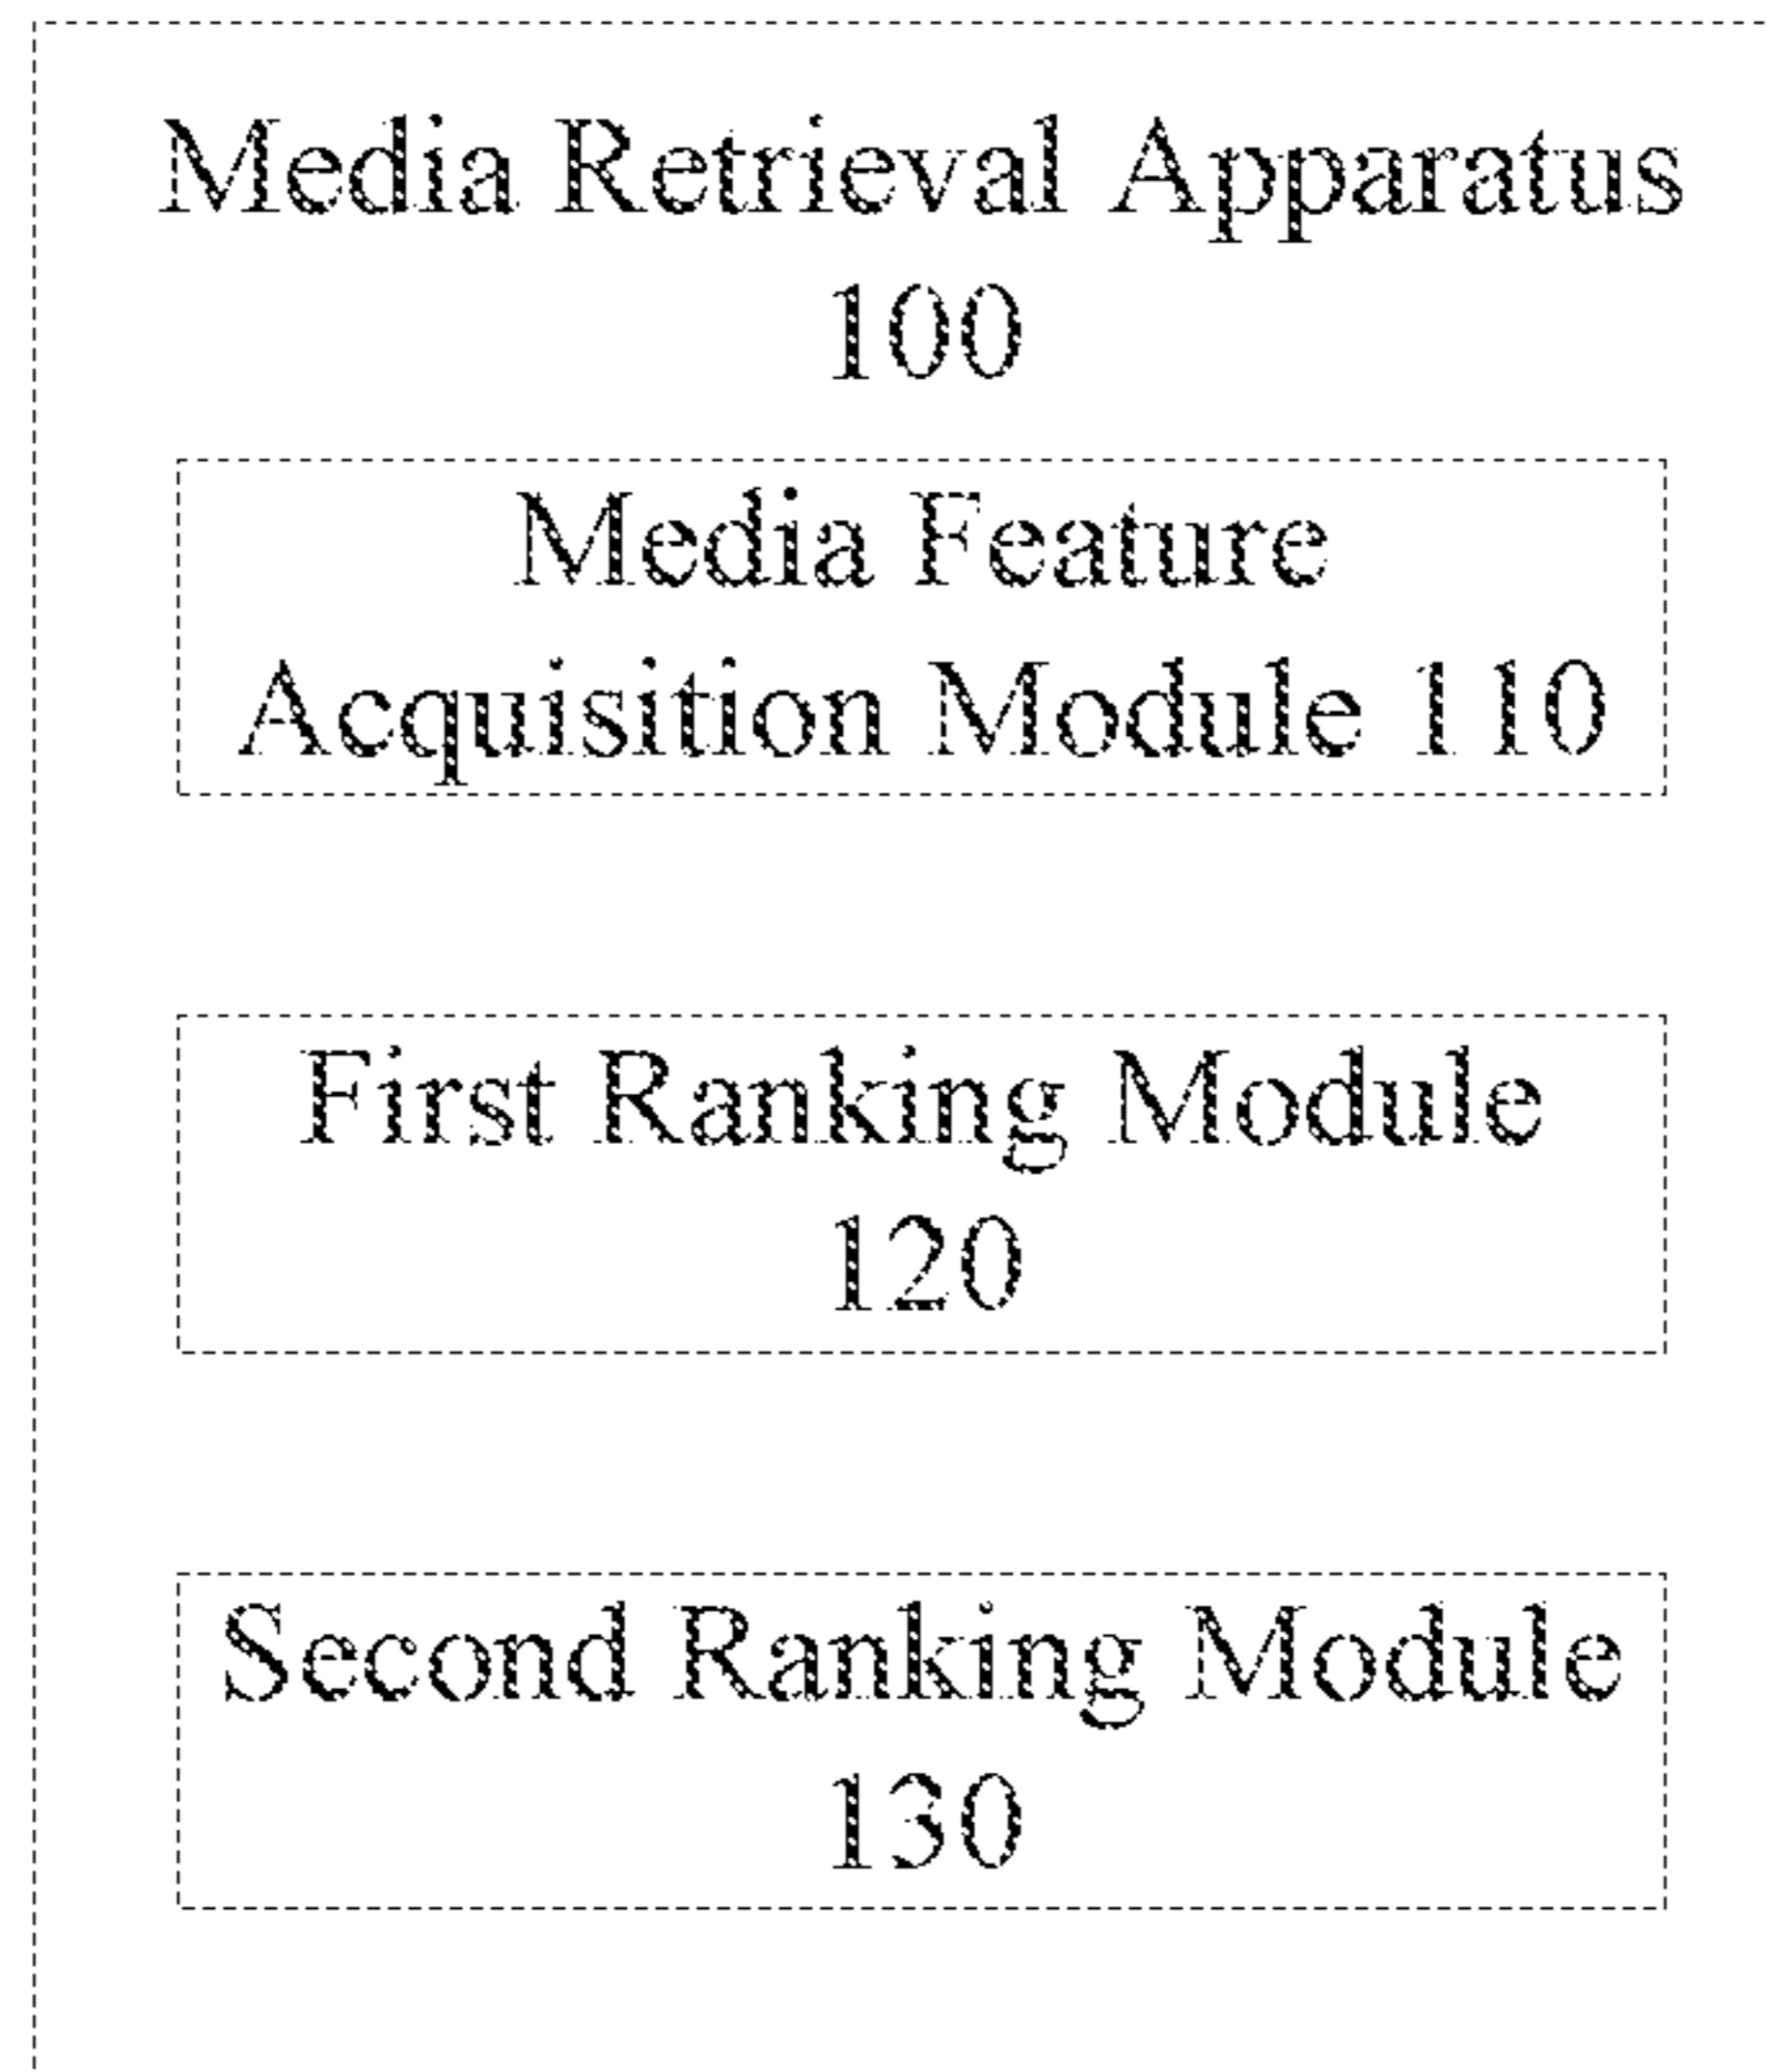 Media Retrieval Apparatus
100
Media Feature
Acquisition Module 110
First Ranking Module
120
Second Ranking Module
130